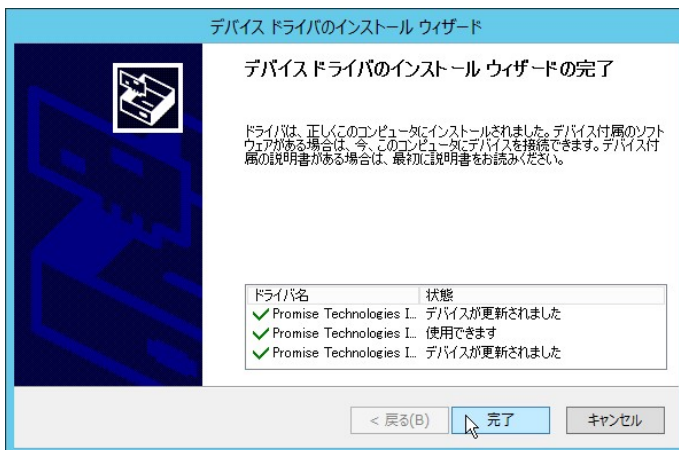 デバイス ドライバのインストール ウィザード
デバイス ドライバのインストール ウィザードの完了
ドライバは、正しくこのコンピュータにインストールされました。デバイス付属のソフト
ウェアがある場合は、今、このコンピュータにデバイスを接続できます。デバイス付
属の説明書がある場合は、最初に説明書をお読みください。
ドライバ名 状態
Promise Technologies I... デバイスが更新されました
Promise Technologies I... 使用できます
Promise Technologies I... デバイスが更新されました
< 戻る(B) 完了 キャンセル